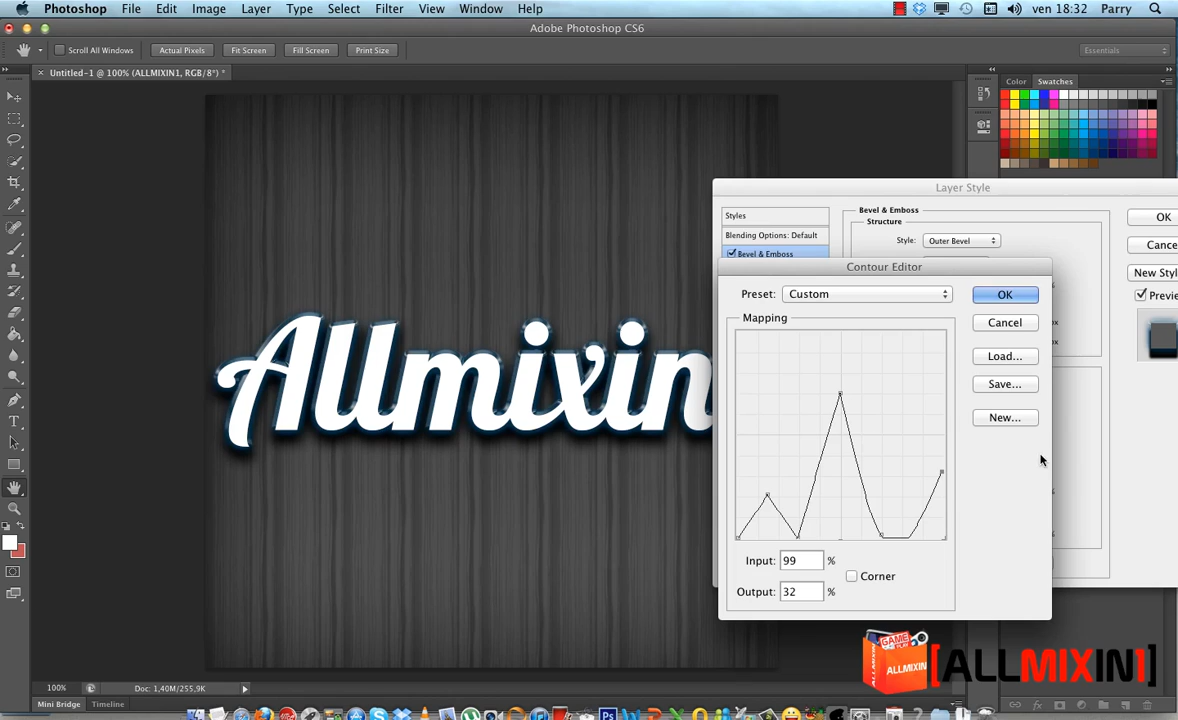 Photoshop File Edit Image Layer Type Select Filter View Window Help ven 18:32 Parry
Adobe Photoshop CS6
Scroll All Windows Actual Pixels Fit Screen Fill Screen Print Size Essentials
Untitled-1 @ 100% (ALLMIXIN1, RGB/8*) *
Color Swatches
Layer Style
Styles
Blending Options: Default
Bevel & Emboss
Bevel & Emboss
Structure
Style: Outer Bevel
OK
Cance
New Styl
Previe
Contour Editor
Preset: Custom
Mapping
OK
Cancel
Load...
Save...
New...
Input: 99 %
Output: 32 %
Corner
Allmixin
GAME
ALLMIXIN1
ALLMIXIN
[ALLMIXIN1]
100% Doc: 1,40M/255,9K
Mini Bridge Timeline